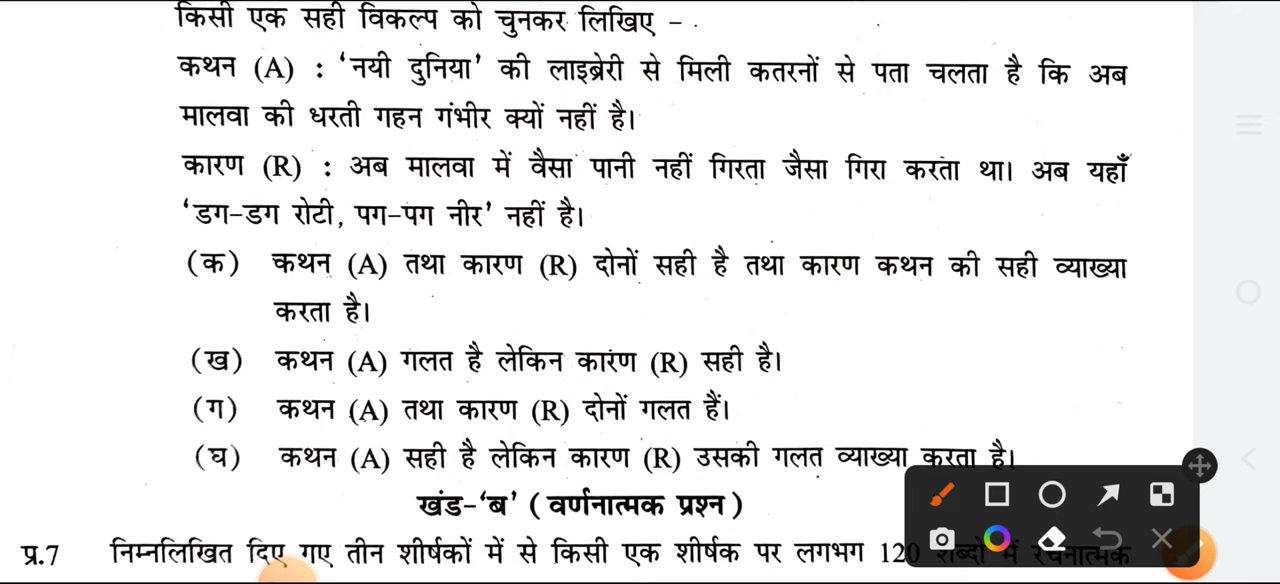 किसी एक सही विकल्प को चुनकर लिखिए -
कथन (A) : ‘नयी दुनिया’ की लाइब्रेरी से मिली कतरनों से पता चलता है कि अब
मालवा की धरती गहन गंभीर क्यों नहीं है।
कारण (R) : अब मालवा में वैसा पानी नहीं गिरता जैसा गिरा करता था। अब यहाँ
‘डग-डग रोटी, पग-पग नीर’ नहीं है।
(क) कथन (A) तथा कारण (R) दोनों सही है तथा कारण कथन की सही व्याख्या
करता है।
(ख) कथन (A) गलत है लेकिन कारण (R) सही है।
(ग) कथन (A) तथा कारण (R) दोनों गलत हैं।
(घ) कथन (A) सही है लेकिन कारण (R) उसकी गलत व्याख्या करता है।
खंड-‘ब’ (वर्णनात्मक प्रश्न)
प्र.7 निम्नलिखित दिए गए तीन शीर्षकों में से किसी एक शीर्षक पर लगभग 120 शब्दों में रचनात्मक